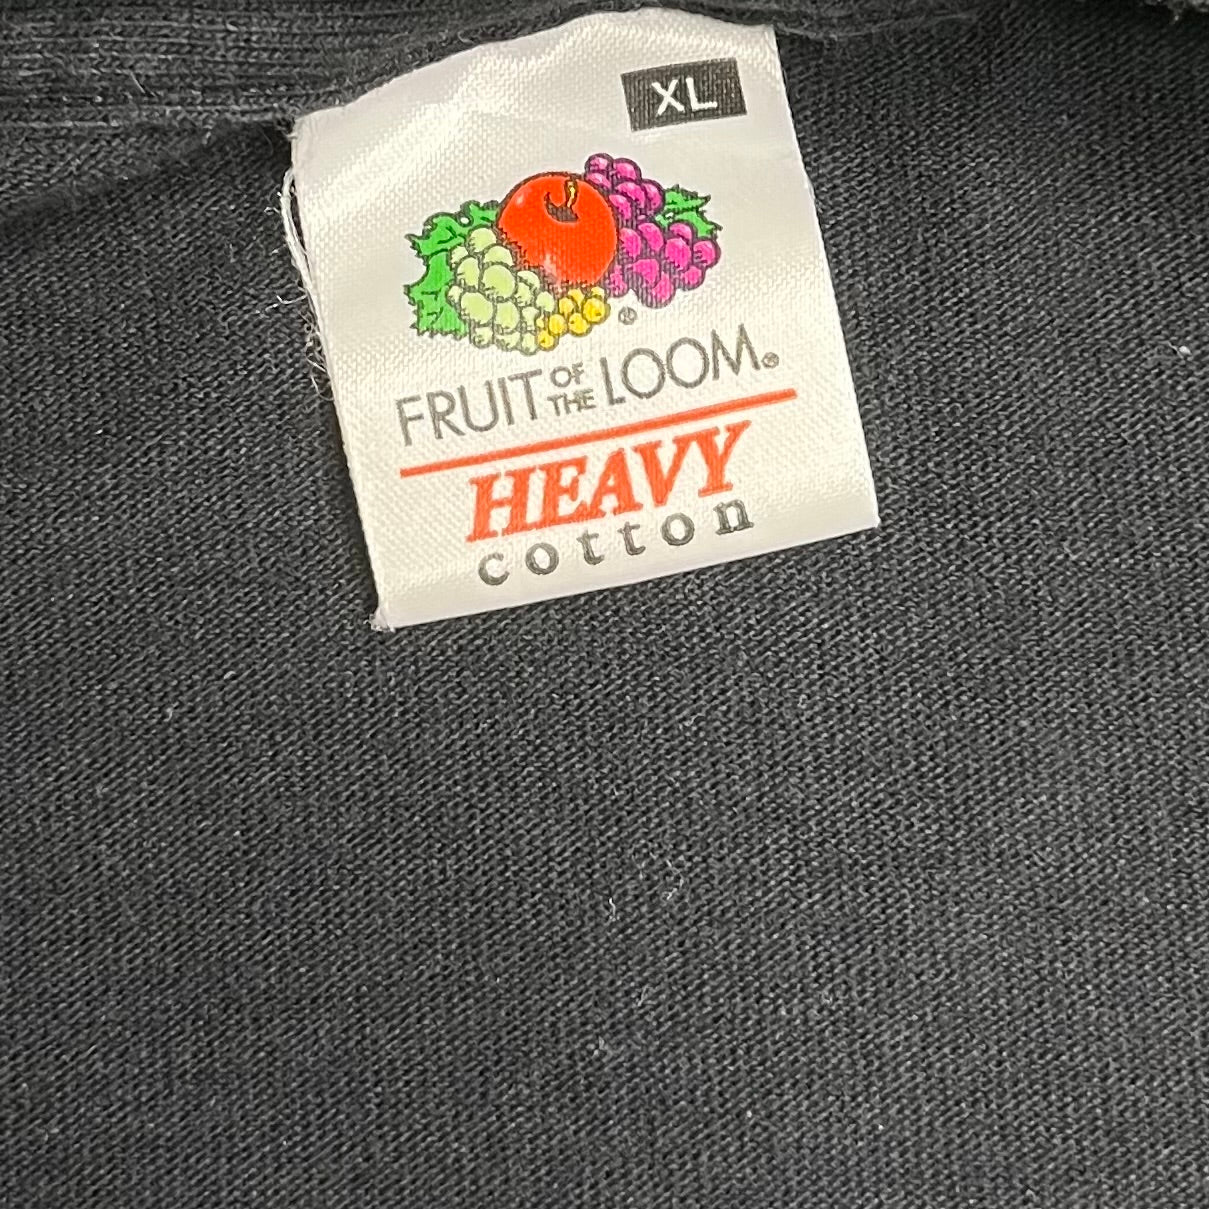 XL
®
FRUIT OF THE LOOM®
HEAVY
cotton